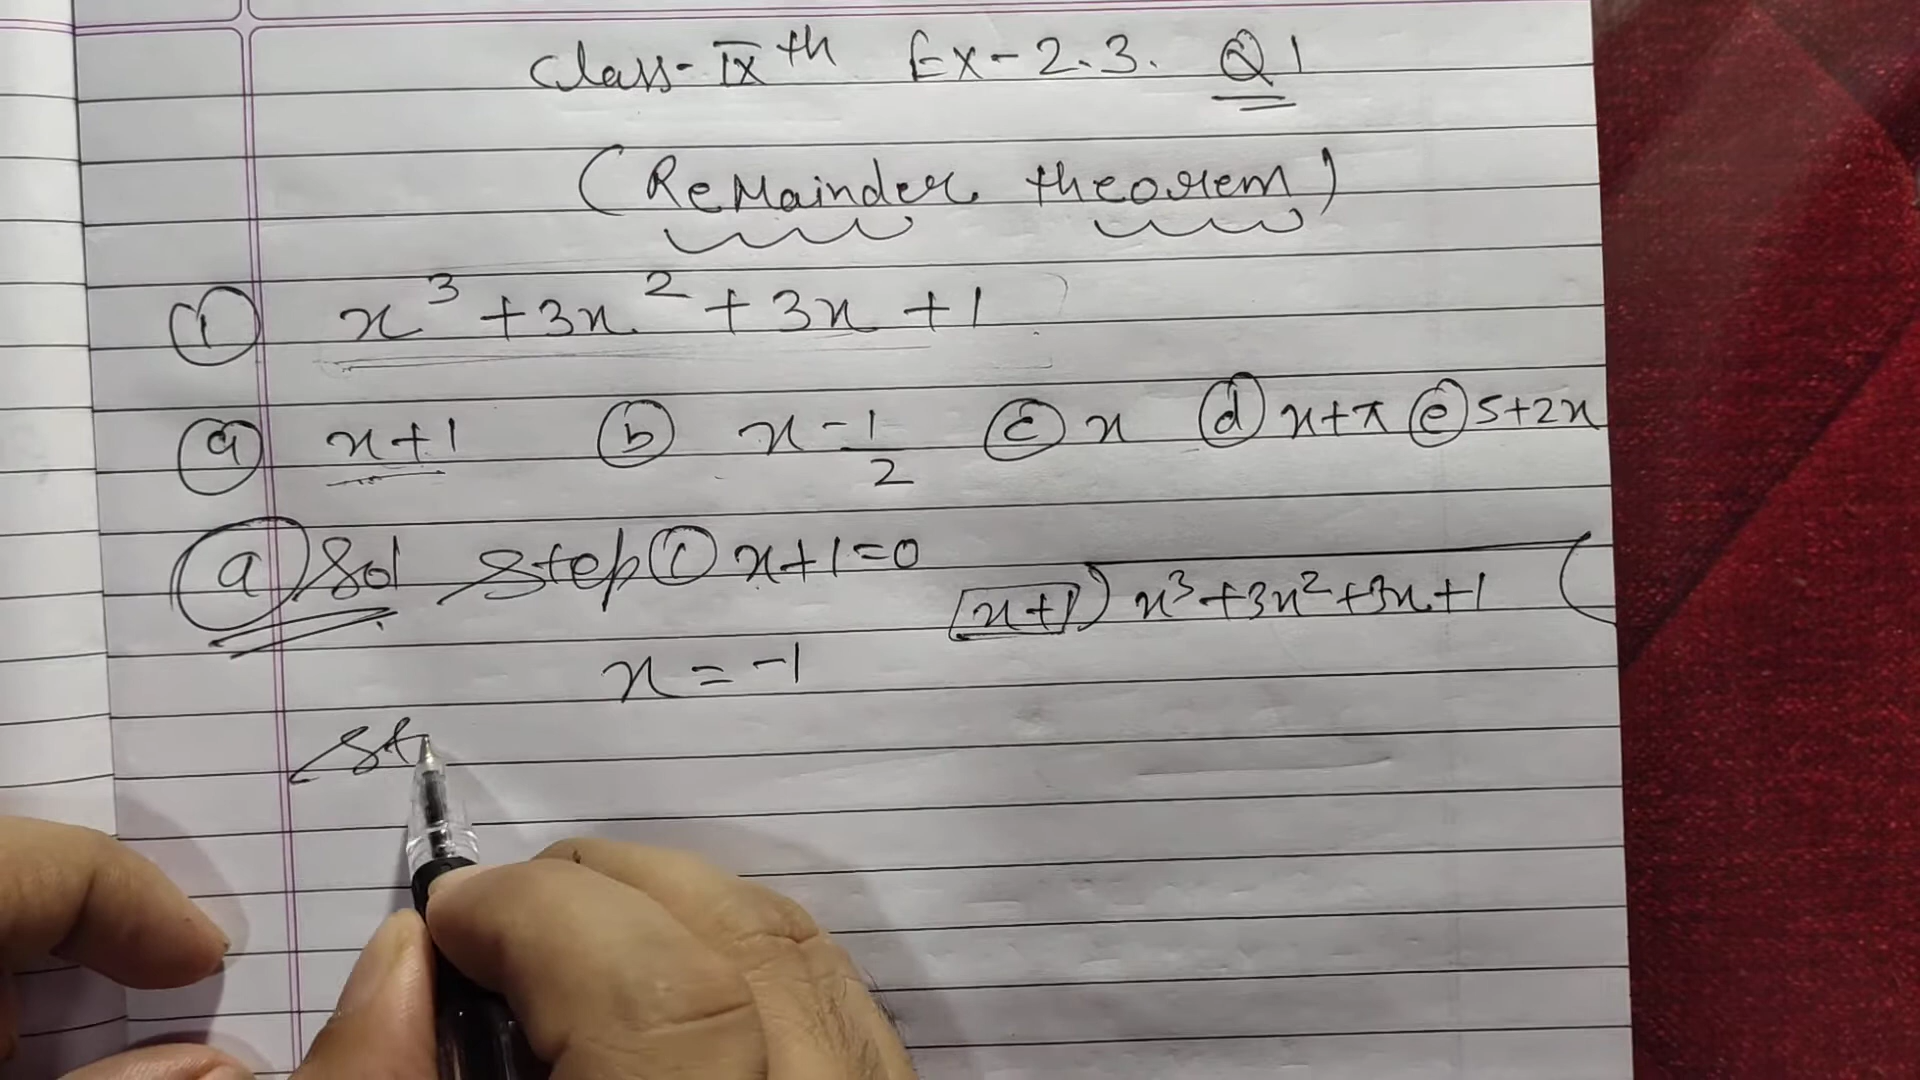 Class-IXth Ex-2.3. Q1
(Remainder theorem)
① x³+3x²+3x+1
ⓐ x+1 ⓑ x-1/2 ⓒ x ⓓ x+π ⓔ 5+2x
ⓐ Sol Step ① x+1=0
x+1) x³+3x²+3x+1 (
x = -1
St